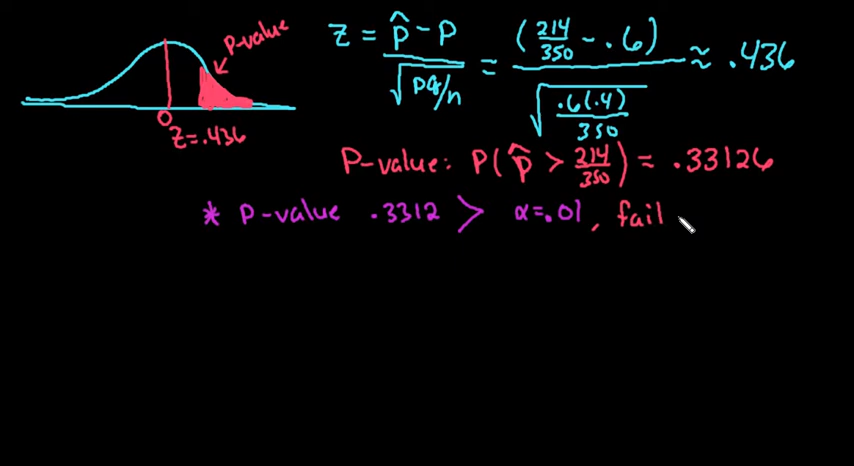 P-value
z = p̂ - P / √pq/n = (214/350 - .6) / √.6(.4)/350 ≈ .436
0
z=.436
P-value: P(p̂ > 214/350) = .33126
* P-value .3312 > α=.01, fail